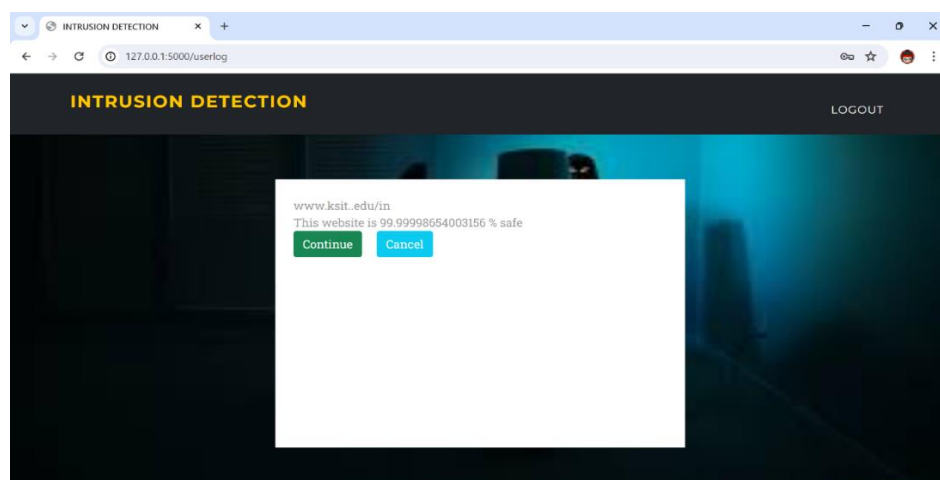 INTRUSION DETECTION
127.0.0.1:5000/userlog
INTRUSION DETECTION
LOGOUT
www.ksit..edu/in
This website is 99.99998654003156 % safe
Continue Cancel